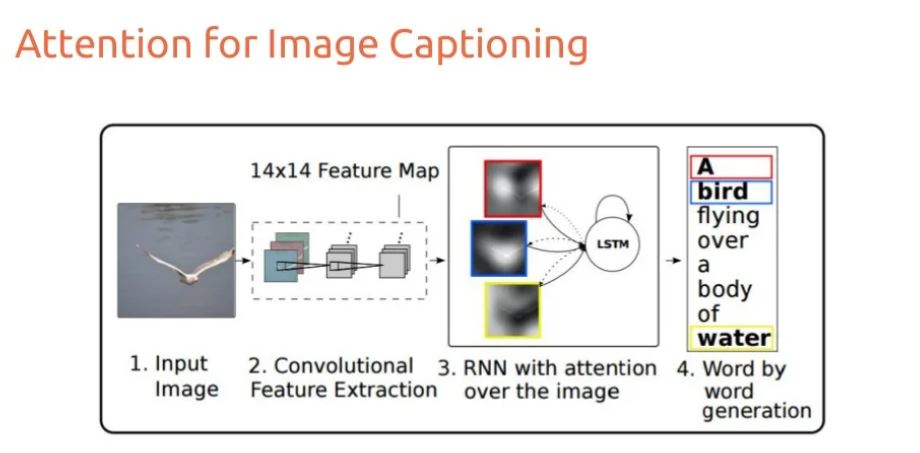 Attention for Image Captioning
14x14 Feature Map
LSTM
A
bird
flying
over
a
body
of
water
1. Input
Image
2. Convolutional
Feature Extraction
3. RNN with attention
over the image
4. Word by
word
generation